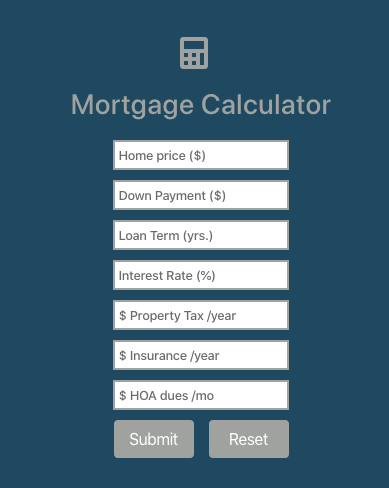 Mortgage Calculator
Home price ($)
Down Payment ($)
Loan Term (yrs.)
Interest Rate (%)
$ Property Tax /year
$ Insurance /year
$ HOA dues /mo
Submit Reset